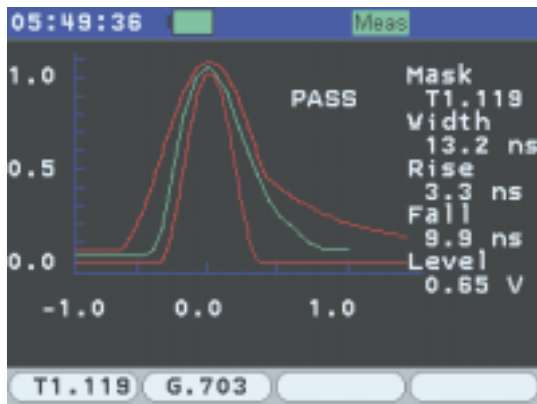 05:49:36 Meas
1.0
0.5
0.0
-1.0 0.0 1.0
PASS
Mask
T1.119
Width
13.2 ns
Rise
3.3 ns
Fall
9.9 ns
Level
0.65 V
T1.119 G.703